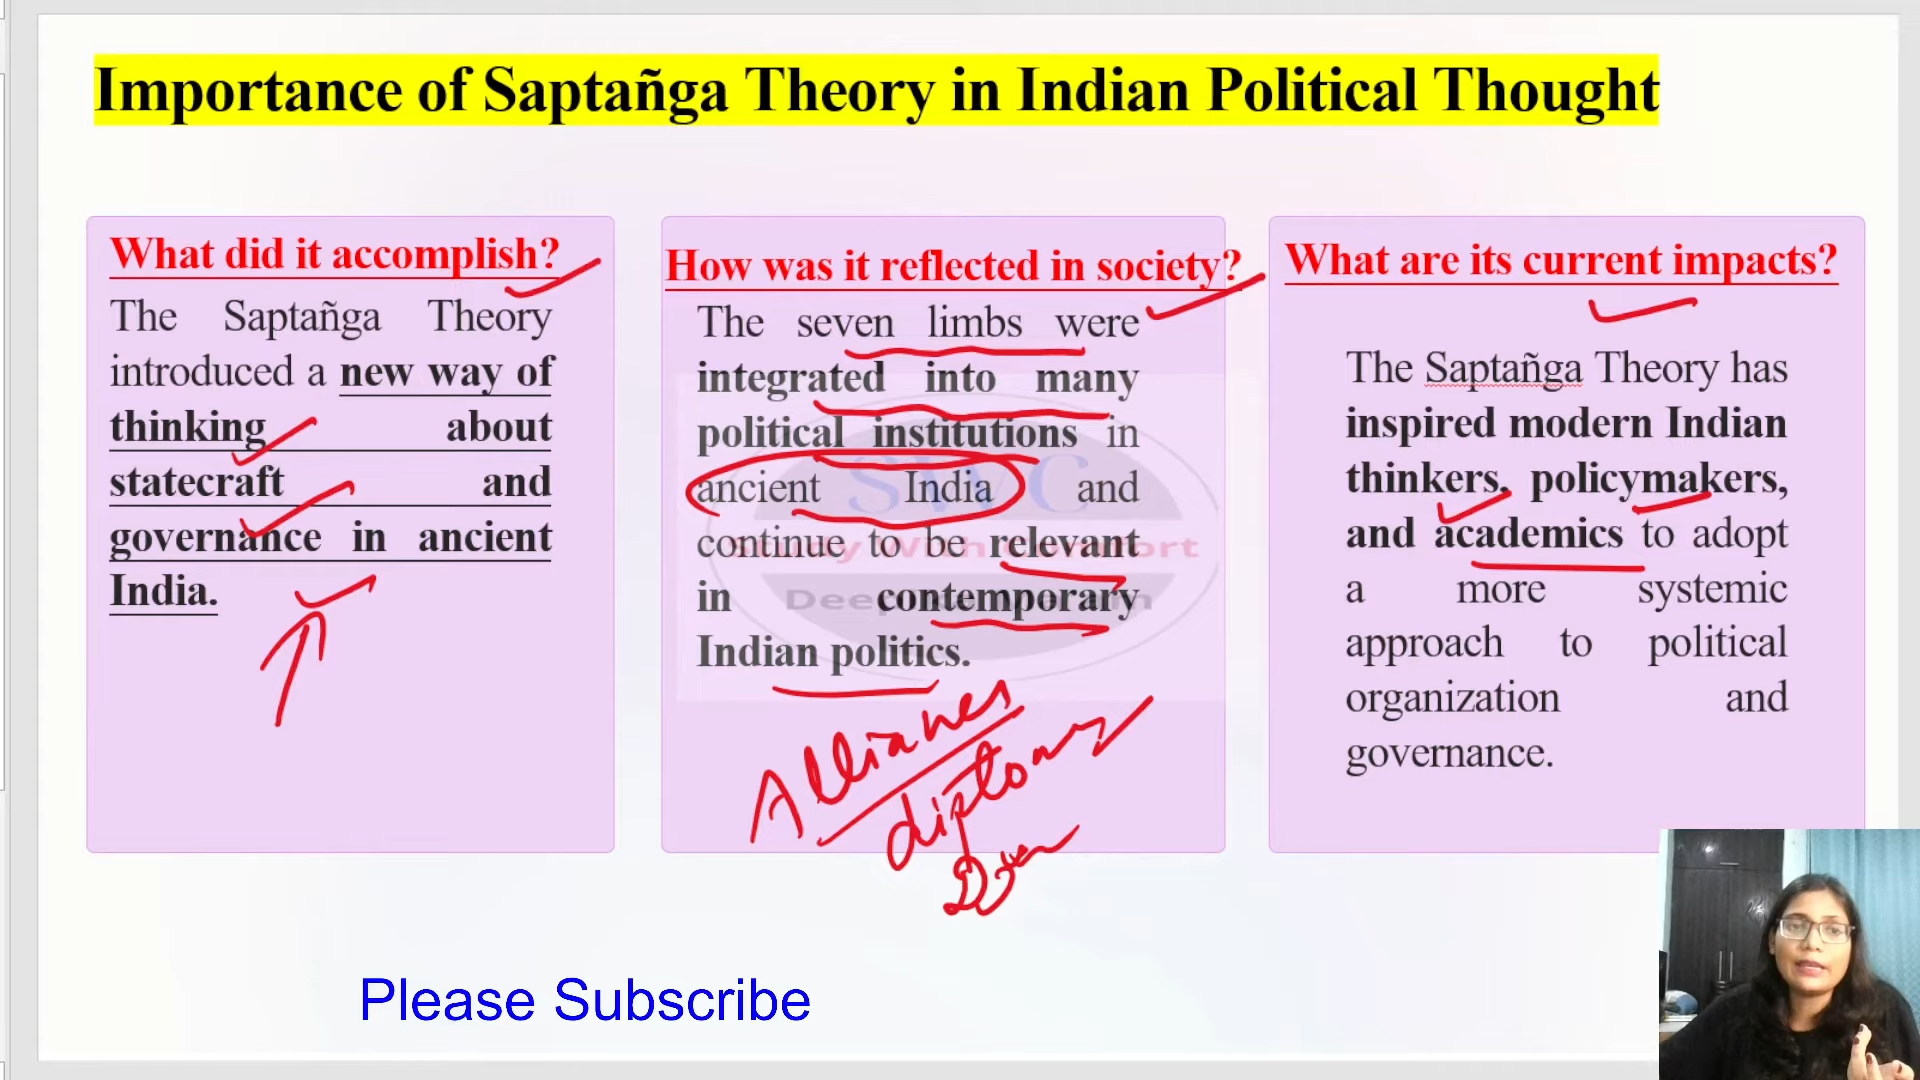 Importance of Saptañga Theory in Indian Political Thought
What did it accomplish?
The Saptañga Theory
introduced a new way of
thinking about
statecraft and
governance in ancient
India.
How was it reflected in society?
The seven limbs were
integrated into many
political institutions in
ancient India and
continue to be relevant
in contemporary
Indian politics.
SWC
Study With Comfort
Alliances
What are its current impacts?
The Saptañga Theory has
inspired modern Indian
thinkers, policymakers,
and academics to adopt
a more systemic
approach to political
organization and
governance.
Please Subscribe